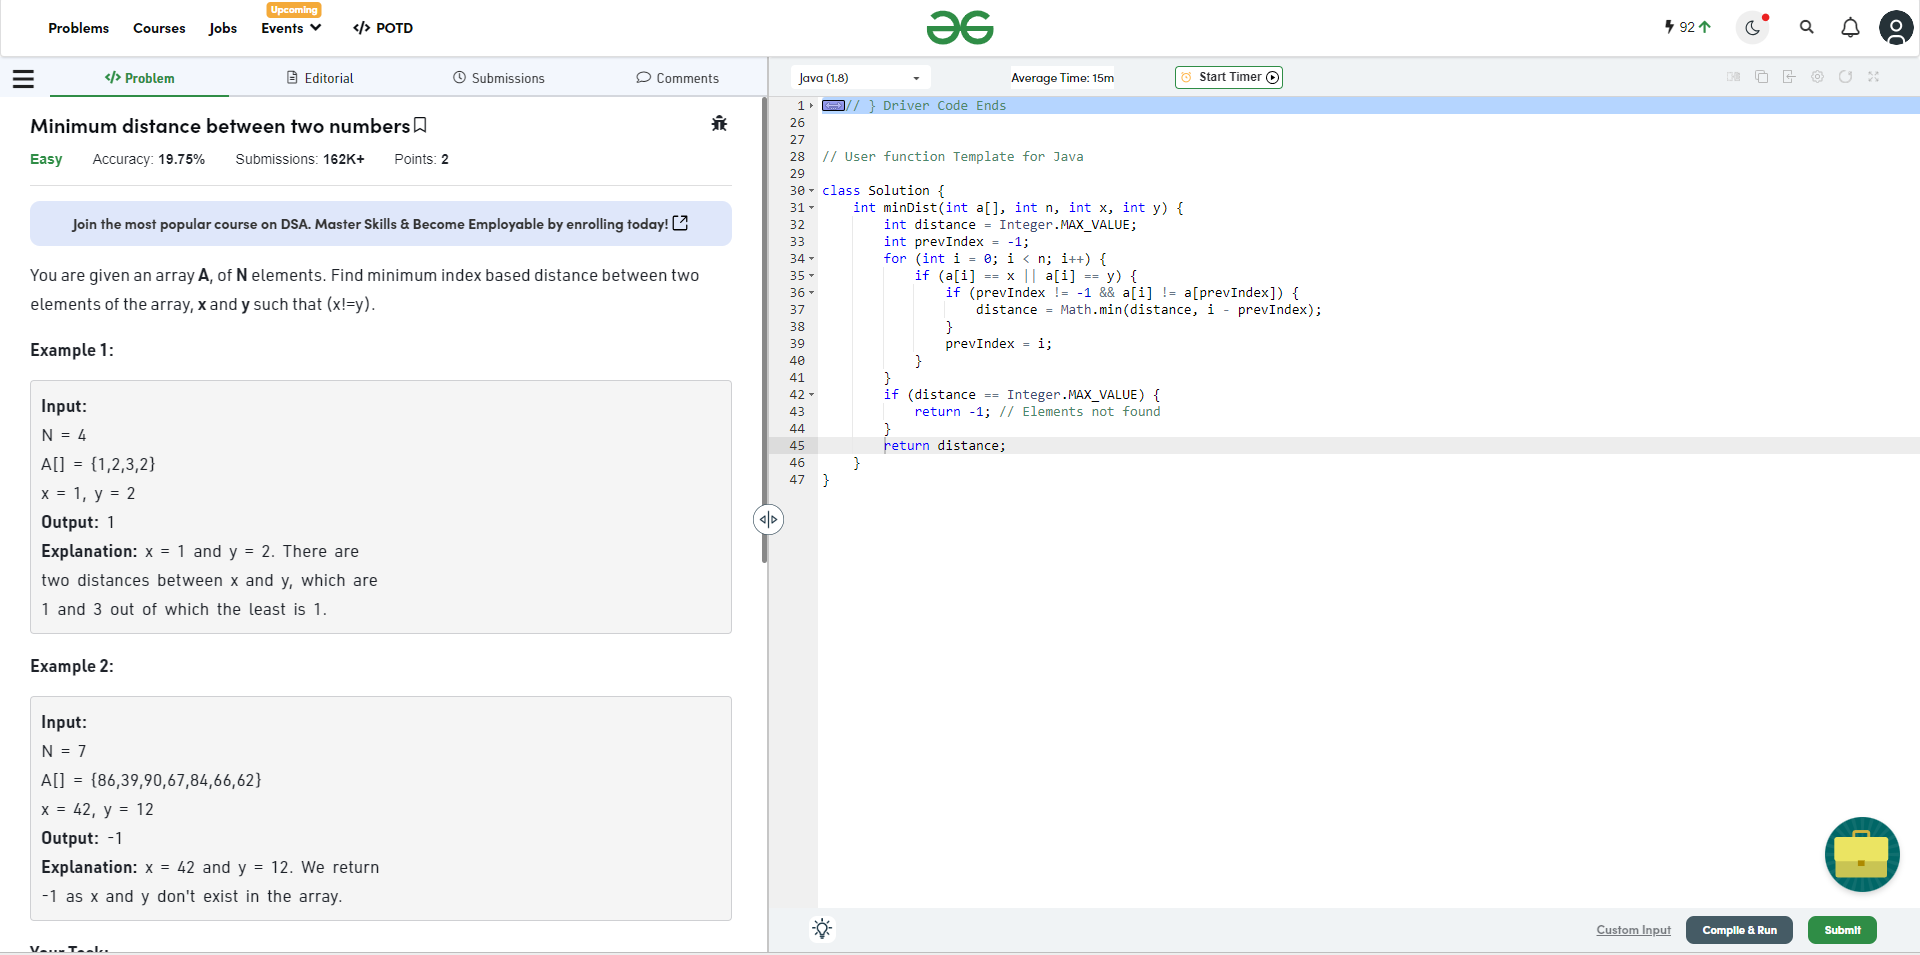 Problems Courses Jobs Events POTD
Upcoming
92
Problem Editorial Submissions Comments
Minimum distance between two numbers
Easy Accuracy: 19.75% Submissions: 162K+ Points: 2
Join the most popular course on DSA. Master Skills & Become Employable by enrolling today!
You are given an array A, of N elements. Find minimum index based distance between two
elements of the array, x and y such that (x!=y).
Example 1:
Input:
N = 4
A[] = {1,2,3,2}
x = 1, y = 2
Output: 1
Explanation: x = 1 and y = 2. There are
two distances between x and y, which are
1 and 3 out of which the least is 1.
Example 2:
Input:
N = 7
A[] = {86,39,90,67,84,66,62}
x = 42, y = 12
Output: -1
Explanation: x = 42 and y = 12. We return
-1 as x and y don't exist in the array.
Java (1.8) Average Time: 15m Start Timer
1 // } Driver Code Ends
26
27
28 // User function Template for Java
29
30 class Solution {
31 int minDist(int a[], int n, int x, int y) {
32 int distance = Integer.MAX_VALUE;
33 int prevIndex = -1;
34 for (int i = 0; i < n; i++) {
35 if (a[i] == x || a[i] == y) {
36 if (prevIndex != -1 && a[i] != a[prevIndex]) {
37 distance = Math.min(distance, i - prevIndex);
38 }
39 prevIndex = i;
40 }
41 }
42 if (distance == Integer.MAX_VALUE) {
43 return -1; // Elements not found
44 }
45 return distance;
46 }
47 }
Custom Input Compile & Run Submit